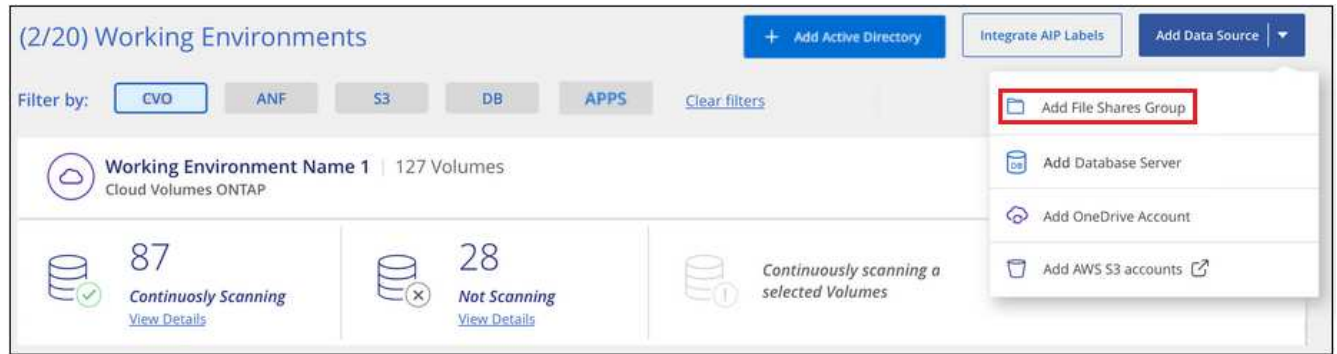 (2/20) Working Environments
+ Add Active Directory
Integrate AIP Labels
Add Data Source
Filter by:
CVO
ANF
S3
DB
APPS
Clear filters
Add File Shares Group
DB
Add Database Server
Add OneDrive Account
Add AWS S3 accounts
Working Environment Name 1 | 127 Volumes
Cloud Volumes ONTAP
87
Continuosly Scanning
View Details
28
Not Scanning
View Details
Continuously scanning a
selected Volumes